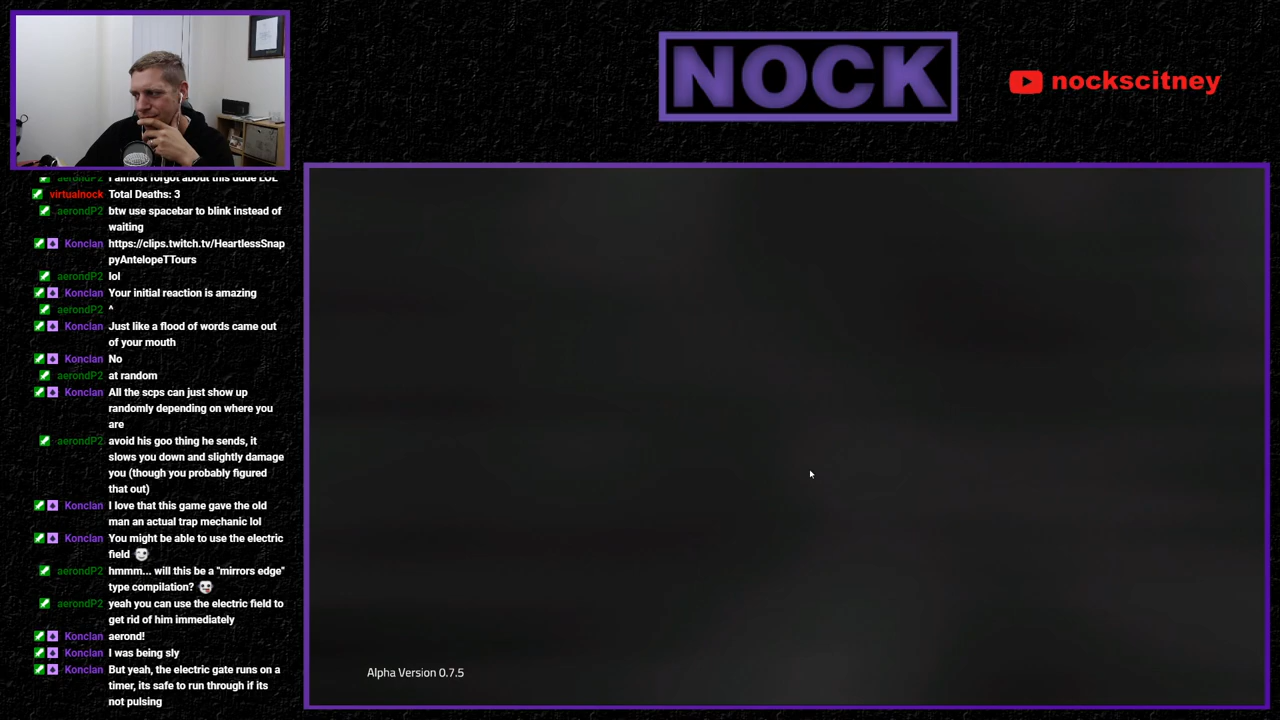 NOCK
nockscitney
aerondP2 I almost forgot about this dude LOL
virtualnock Total Deaths: 3
aerondP2 btw use spacebar to blink instead of
waiting
Konclan https://clips.twitch.tv/HeartlessSnap
pyAntelopeTTours
aerondP2 lol
Konclan Your initial reaction is amazing
aerondP2 ^
Konclan Just like a flood of words came out
of your mouth
Konclan No
aerondP2 at random
Konclan All the scps can just show up
randomly depending on where you
are
aerondP2 avoid his goo thing he sends, it
slows you down and slightly damage
you (though you probably figured
that out)
Konclan I love that this game gave the old
man an actual trap mechanic lol
Konclan You might be able to use the electric
field
aerondP2 hmmm... will this be a "mirrors edge"
type compilation?
aerondP2 yeah you can use the electric field to
get rid of him immediately
Konclan aerond!
Konclan I was being sly
Konclan But yeah, the electric gate runs on a
timer, its safe to run through if its
not pulsing
Alpha Version 0.7.5